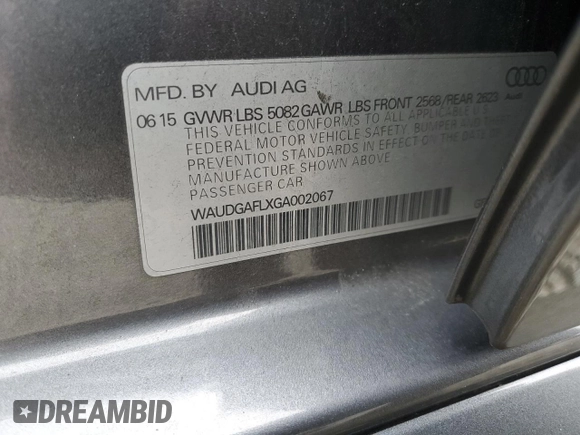 MFD. BY AUDI AG
06 15 GVWR LBS 5082 GAWR LBS FRONT 2568/REAR 2623
Audi
THIS VEHICLE CONFORMS TO ALL APPLICABLE U.S.
FEDERAL MOTOR VEHICLE SAFETY, BUMPER AND THEFT
PREVENTION STANDARDS IN EFFECT ON THE DATE OF
MANUFACTURE SHOWN ABOVE.
PASSENGER CAR
WAUDGAFLXGA002067
DREAMBID